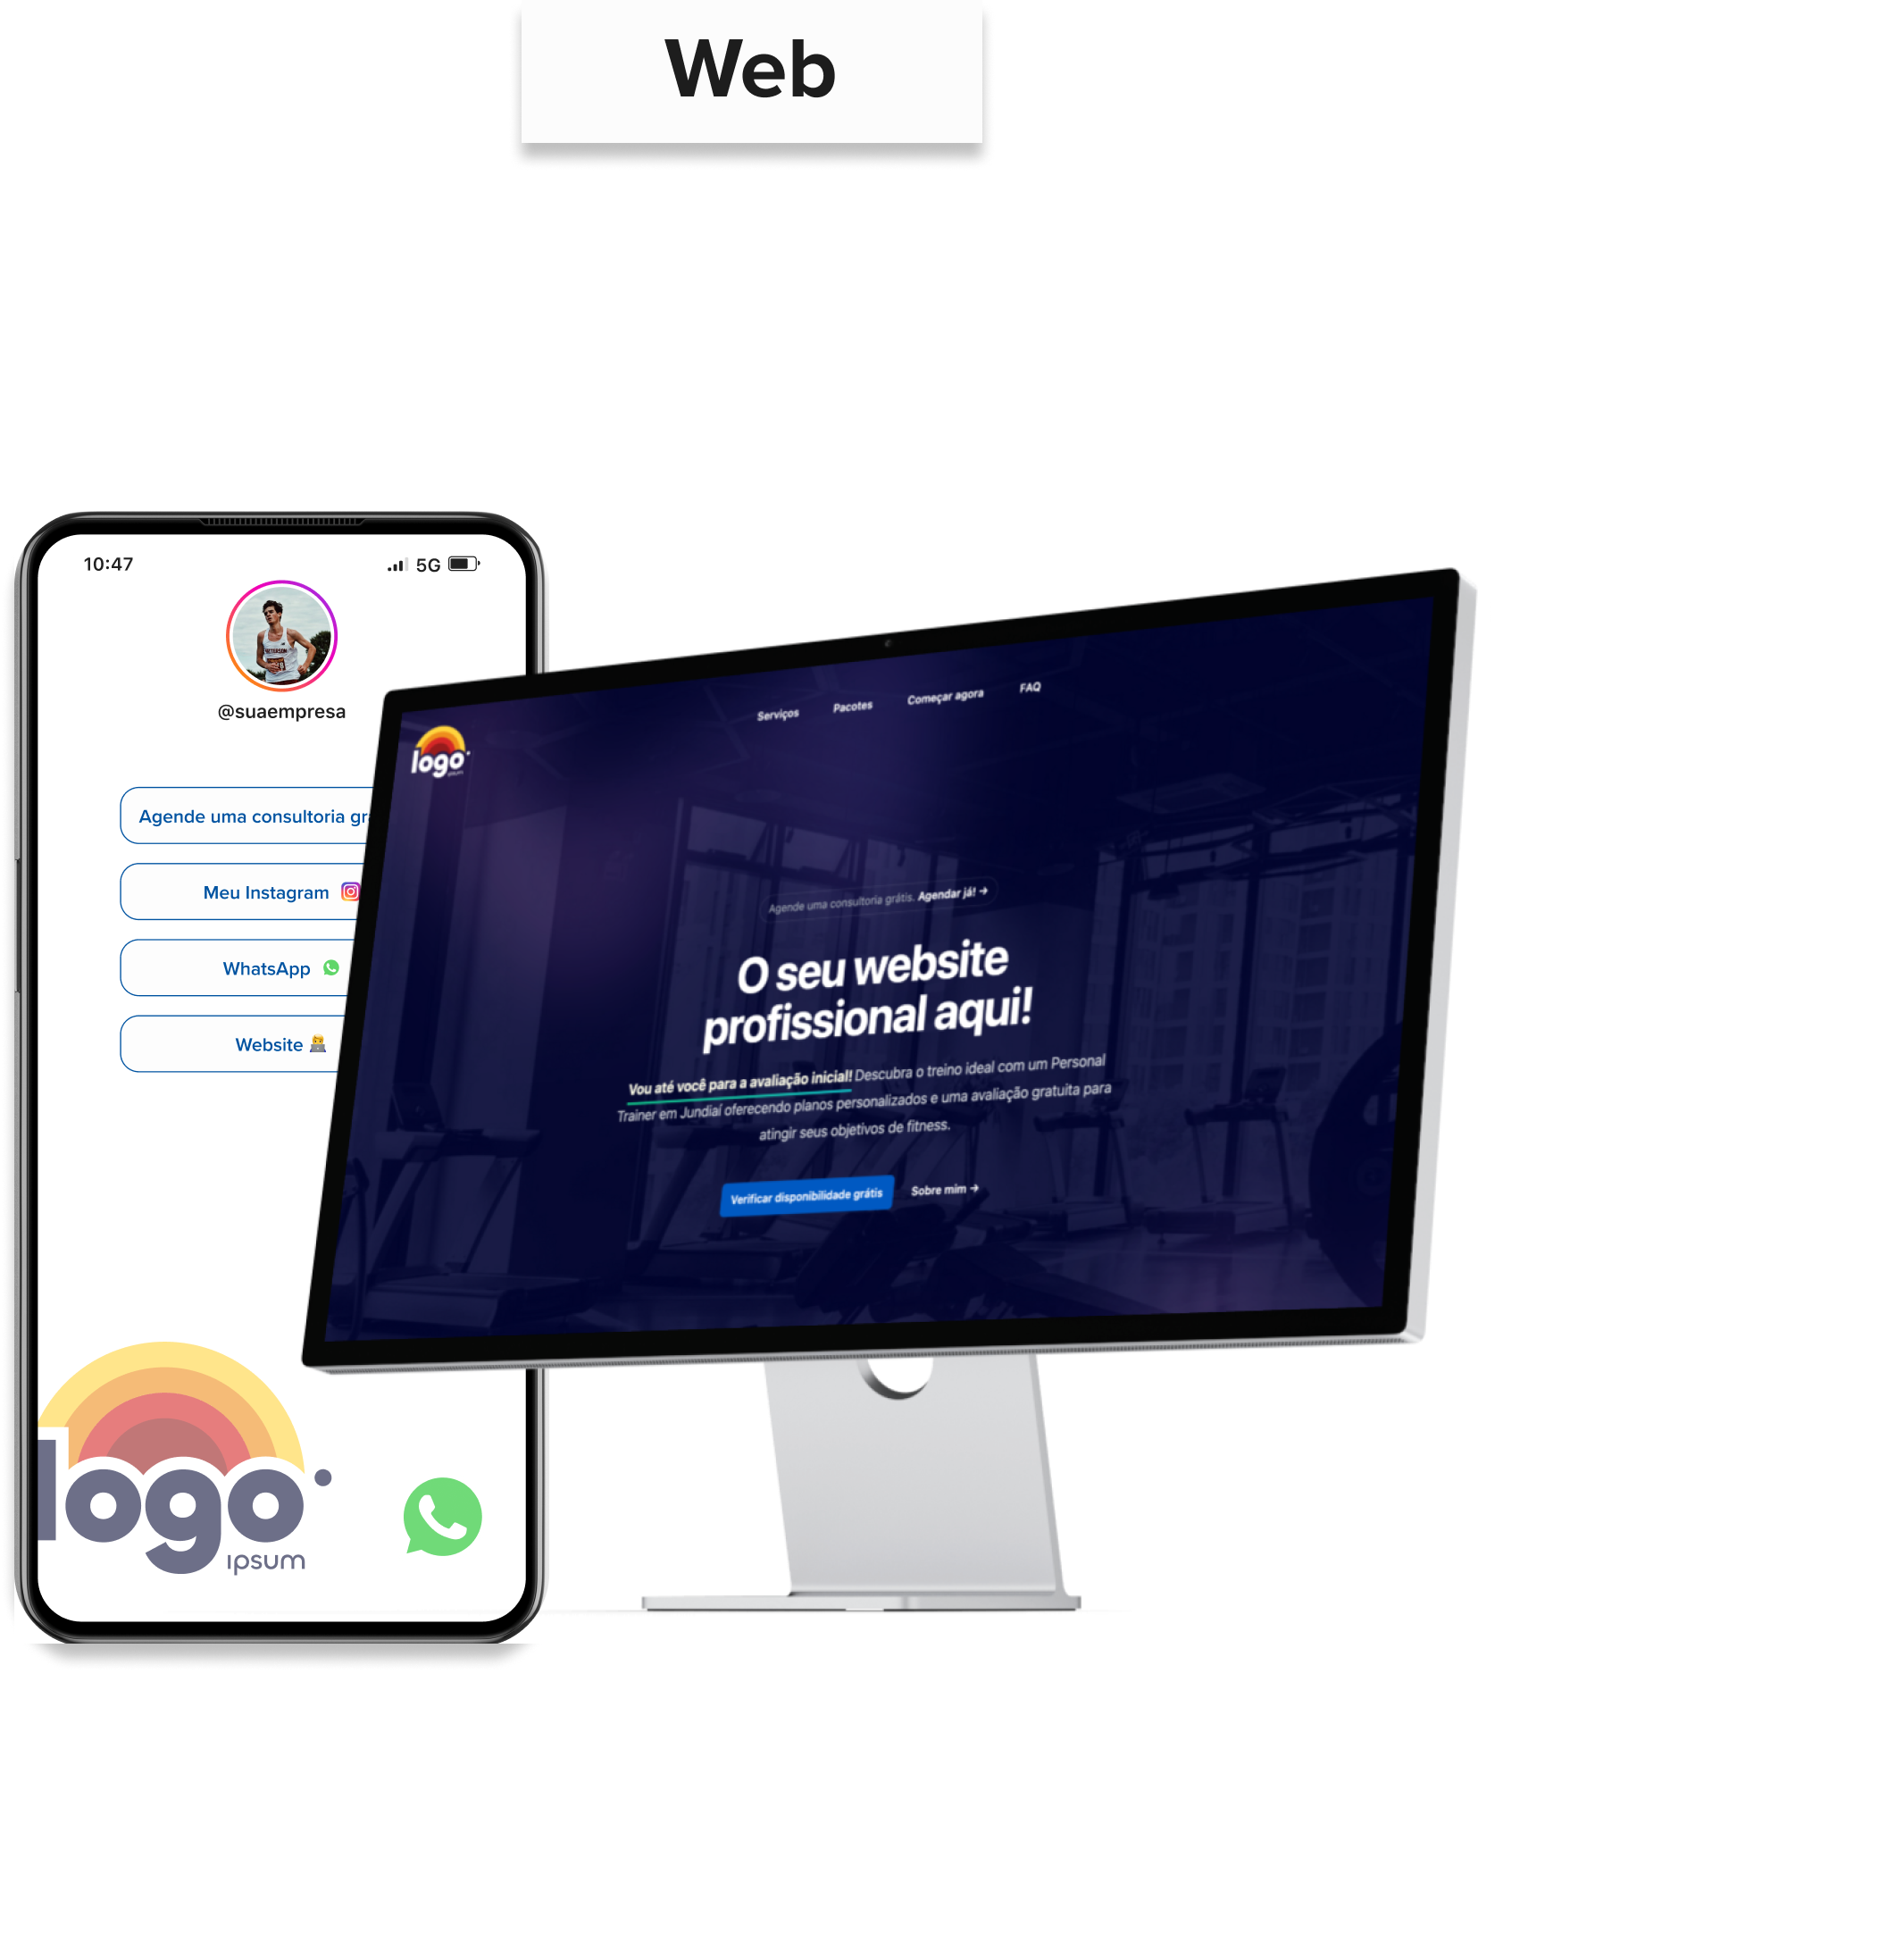 Web
10:47
5G
@suaempresa
Agende uma consultoria
Meu Instagram
WhatsApp
Website
logo
ipsum
logo
ipsum
Serviços
Pacotes
Começar agora
FAQ
Agende uma consultoria grátis. Agendar já! →
O seu website
profissional aqui!
Vou até você para a avaliação inicial! Descubra o treino ideal com um Personal
Trainer em Jundiaí oferecendo planos personalizados e uma avaliação gratuita para
atingir seus objetivos de fitness.
Verificar disponibilidade grátis
Sobre mim →